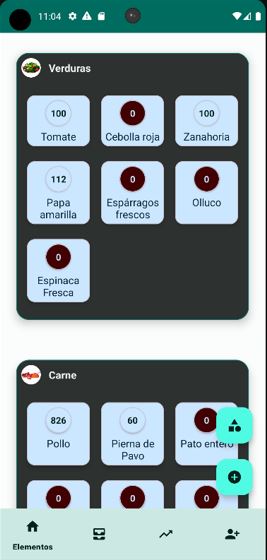 11:04
Verduras
100 0 100
Tomate Cebolla roja Zanahoria
112 0 0
Papa amarilla Espárragos frescos Olluco
0
Espinaca
Fresca
Carne
826 60 0
Pollo Pierna de Pavo Pato entero
0 0 0
Elementos